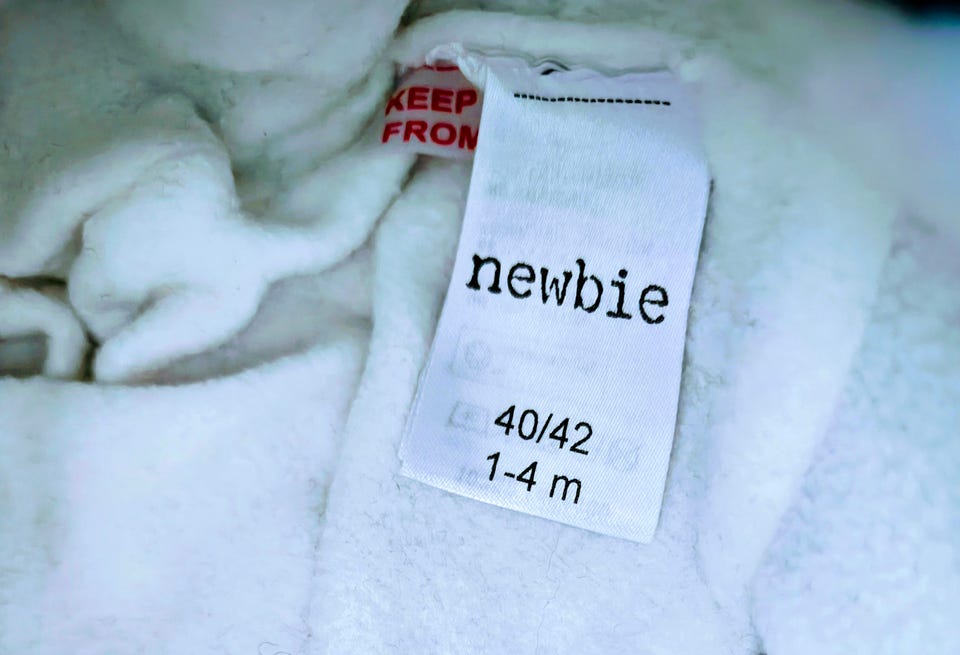 KEEP
FROM
newbie
40/42
1-4 m